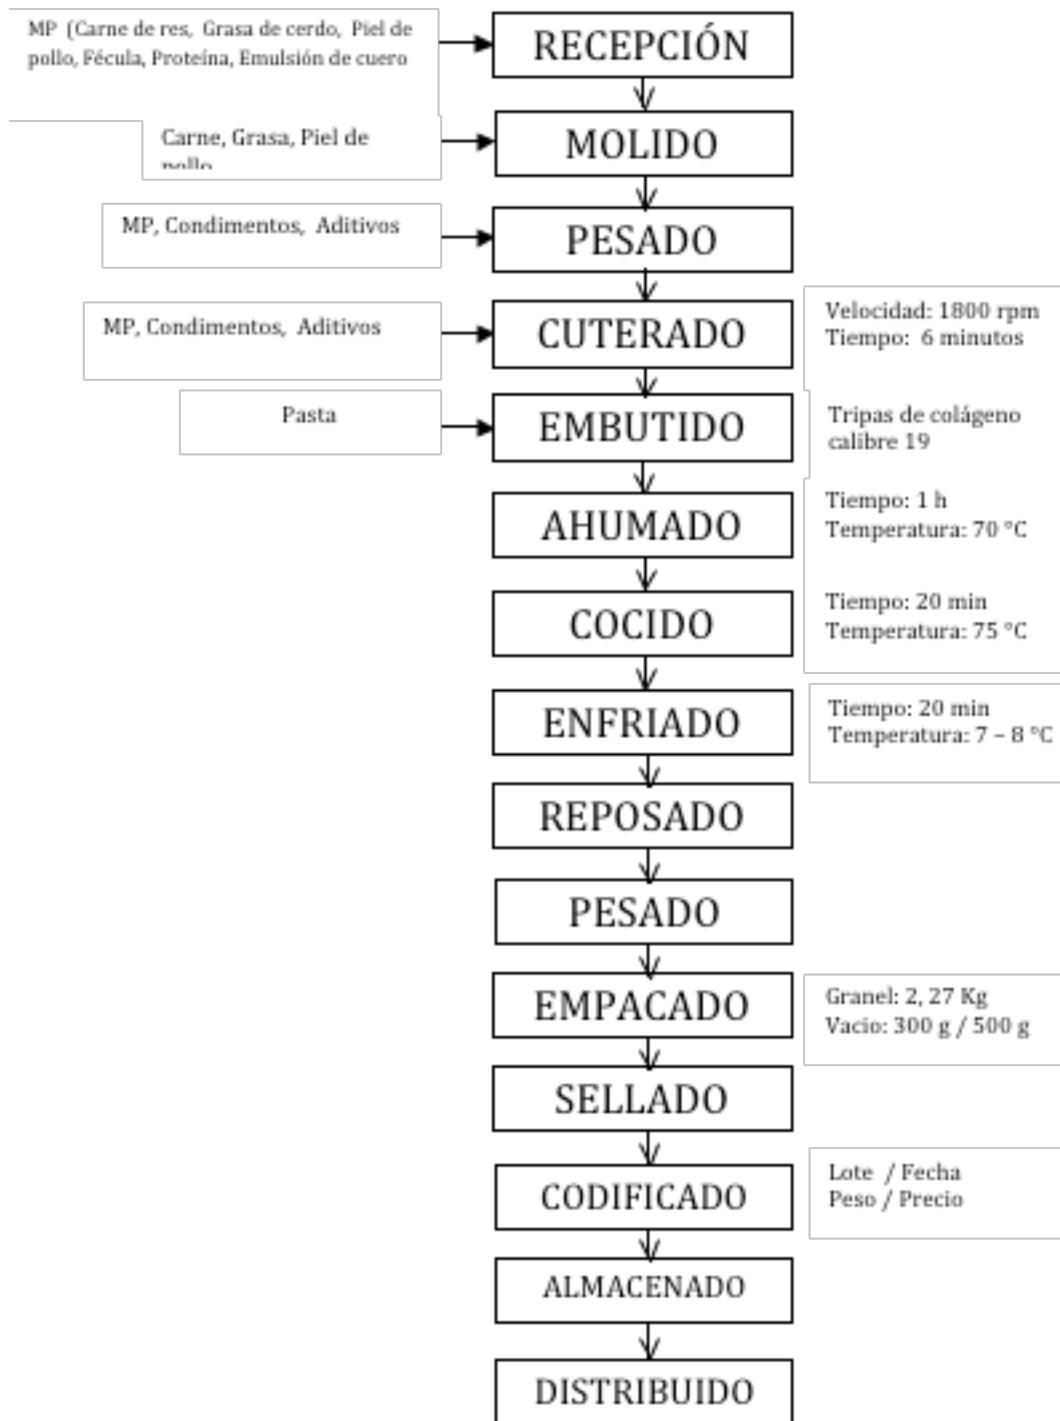 MP (Carne de res, Grasa de cerdo, Piel de
pollo, Fécula, Proteína, Emulsión de cuero
RECEPCIÓN
Carne, Grasa, Piel de
MOLIDO
MP, Condimentos, Aditivos
PESADO
MP, Condimentos, Aditivos
CUTERADO
Velocidad: 1800 rpm
Tiempo: 6 minutos
Pasta
EMBUTIDO
Tripas de colágeno
calibre 19
AHUMADO
Tiempo: 1 h
Temperatura: 70 °C
COCIDO
Tiempo: 20 min
Temperatura: 75 °C
ENFRIADO
Tiempo: 20 min
Temperatura: 7 – 8 °C
REPOSADO
PESADO
EMPACADO
Granel: 2, 27 Kg
Vacio: 300 g / 500 g
SELLADO
CODIFICADO
Lote / Fecha
Peso / Precio
ALMACENADO
DISTRIBUIDO